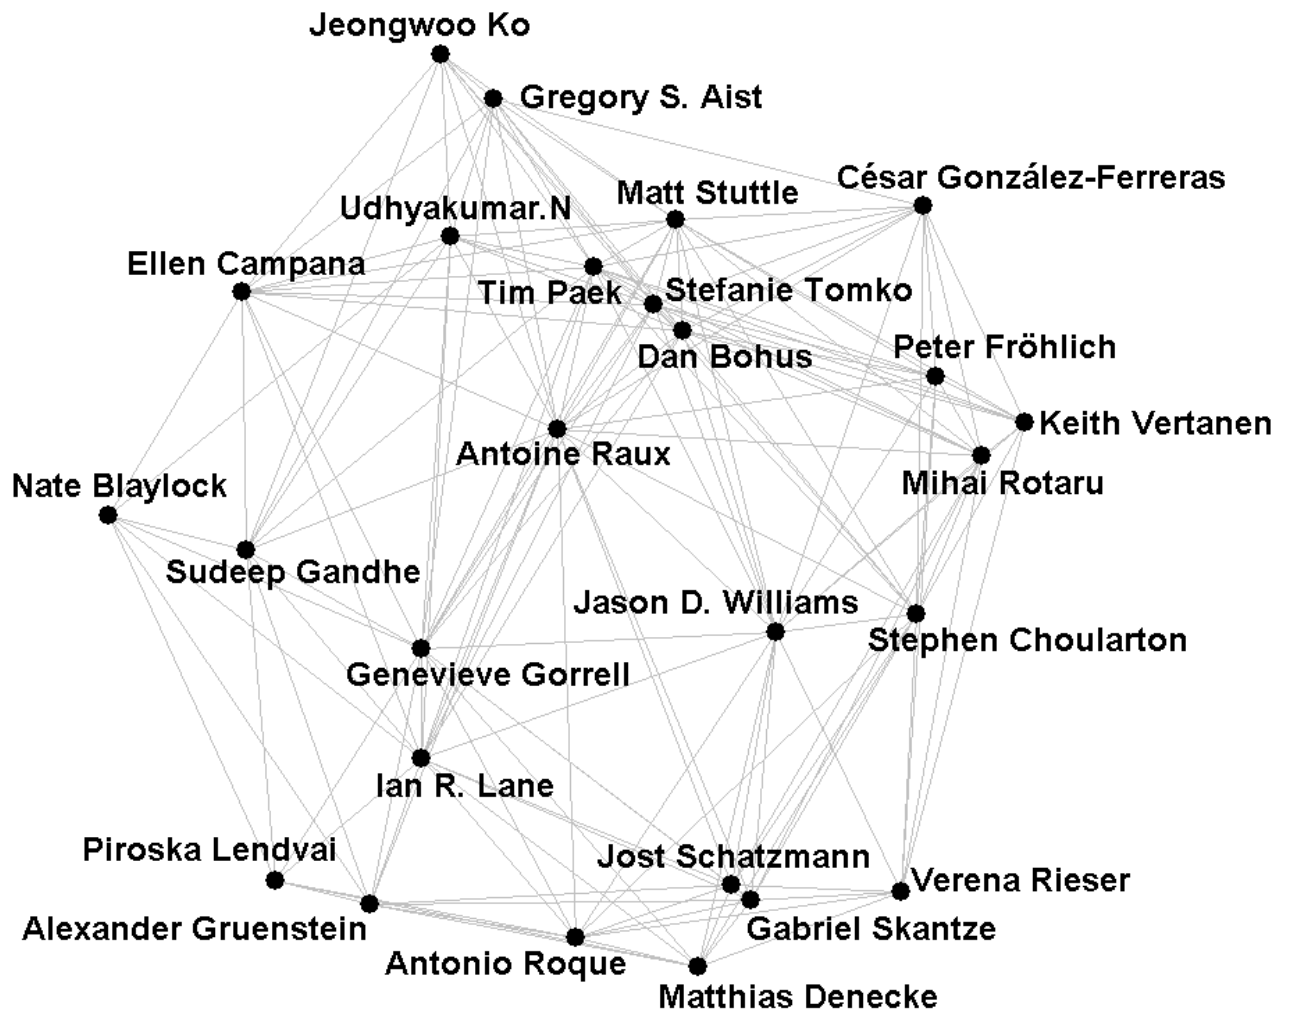 Jeongwoo Ko
Gregory S. Aist
César González-Ferreras
Matt Stuttle
Udhyakumar.N
Ellen Campana
Tim Paek
Stefanie Tomko
Dan Bohus
Peter Fröhlich
Keith Vertanen
Antoine Raux
Mihai Rotaru
Nate Blaylock
Sudeep Gandhe
Jason D. Williams
Stephen Choularton
Genevieve Gorrell
Ian R. Lane
Piroska Lendvai
Jost Schatzmann
Verena Rieser
Alexander Gruenstein
Gabriel Skantze
Antonio Roque
Matthias Denecke